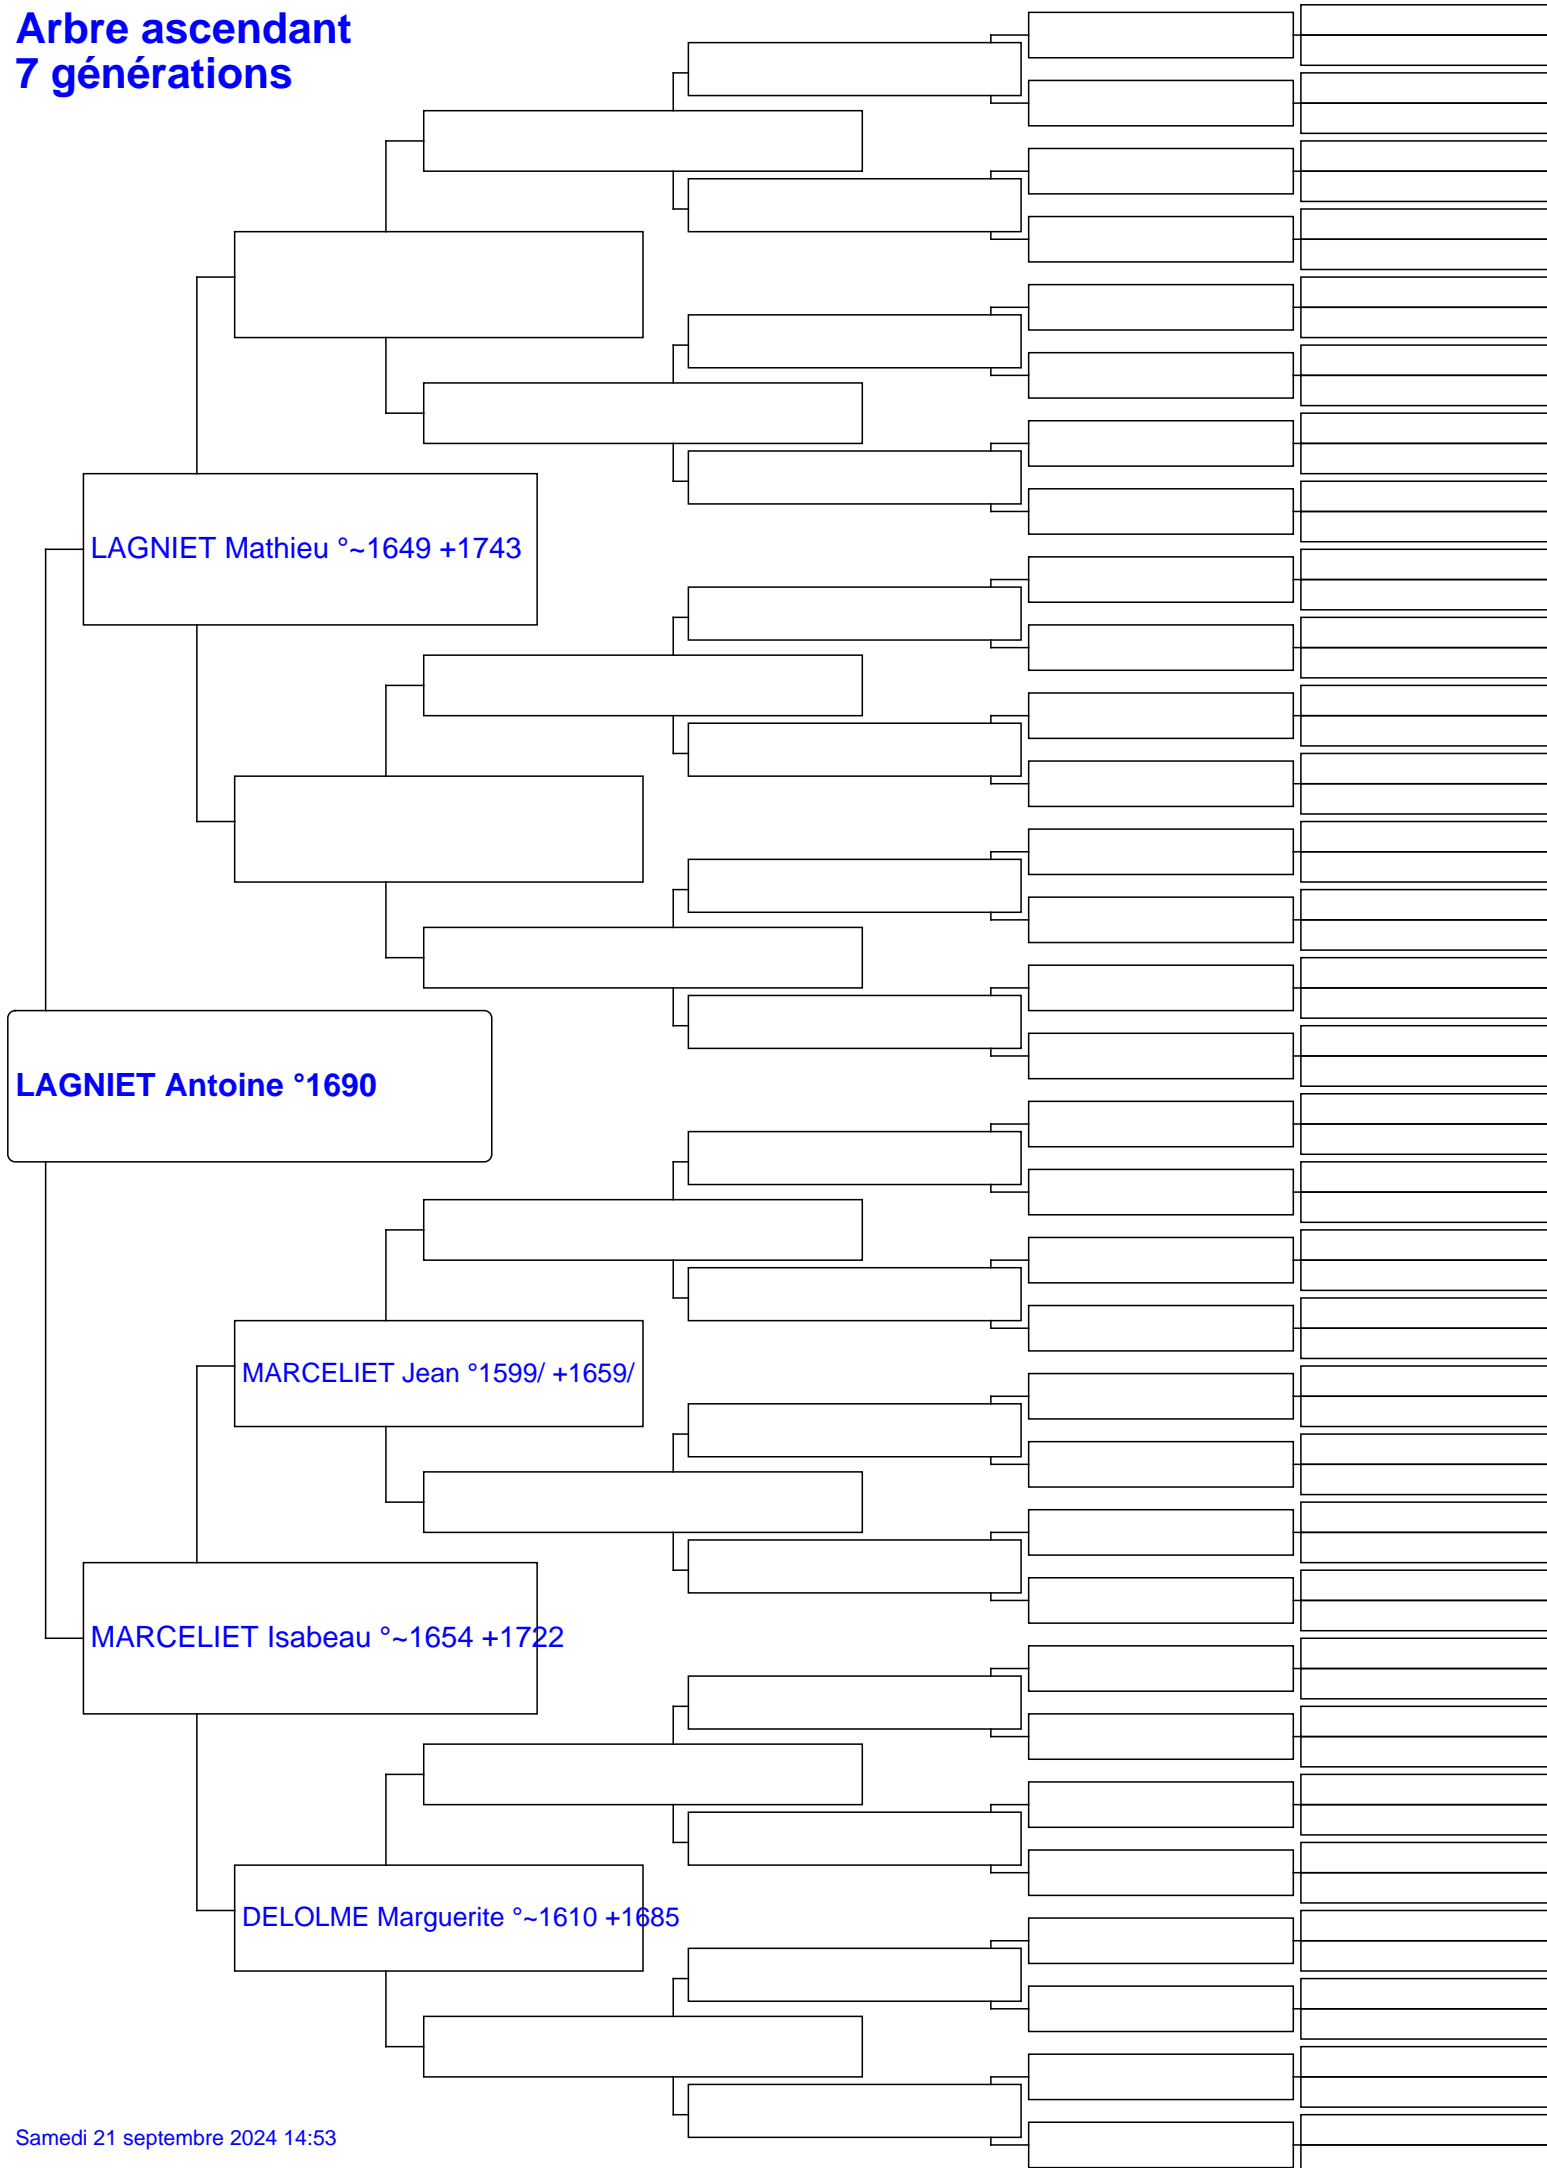 Arbre ascendant
7 générations
LAGNIET Mathieu °~1649 +1743
LAGNIET Antoine °1690
MARCELIET Jean °1599/ +1659/
MARCELIET Isabeau °~1654 +1722
DELOLME Marguerite °~1610 +1685
Samedi 21 septembre 2024 14:53